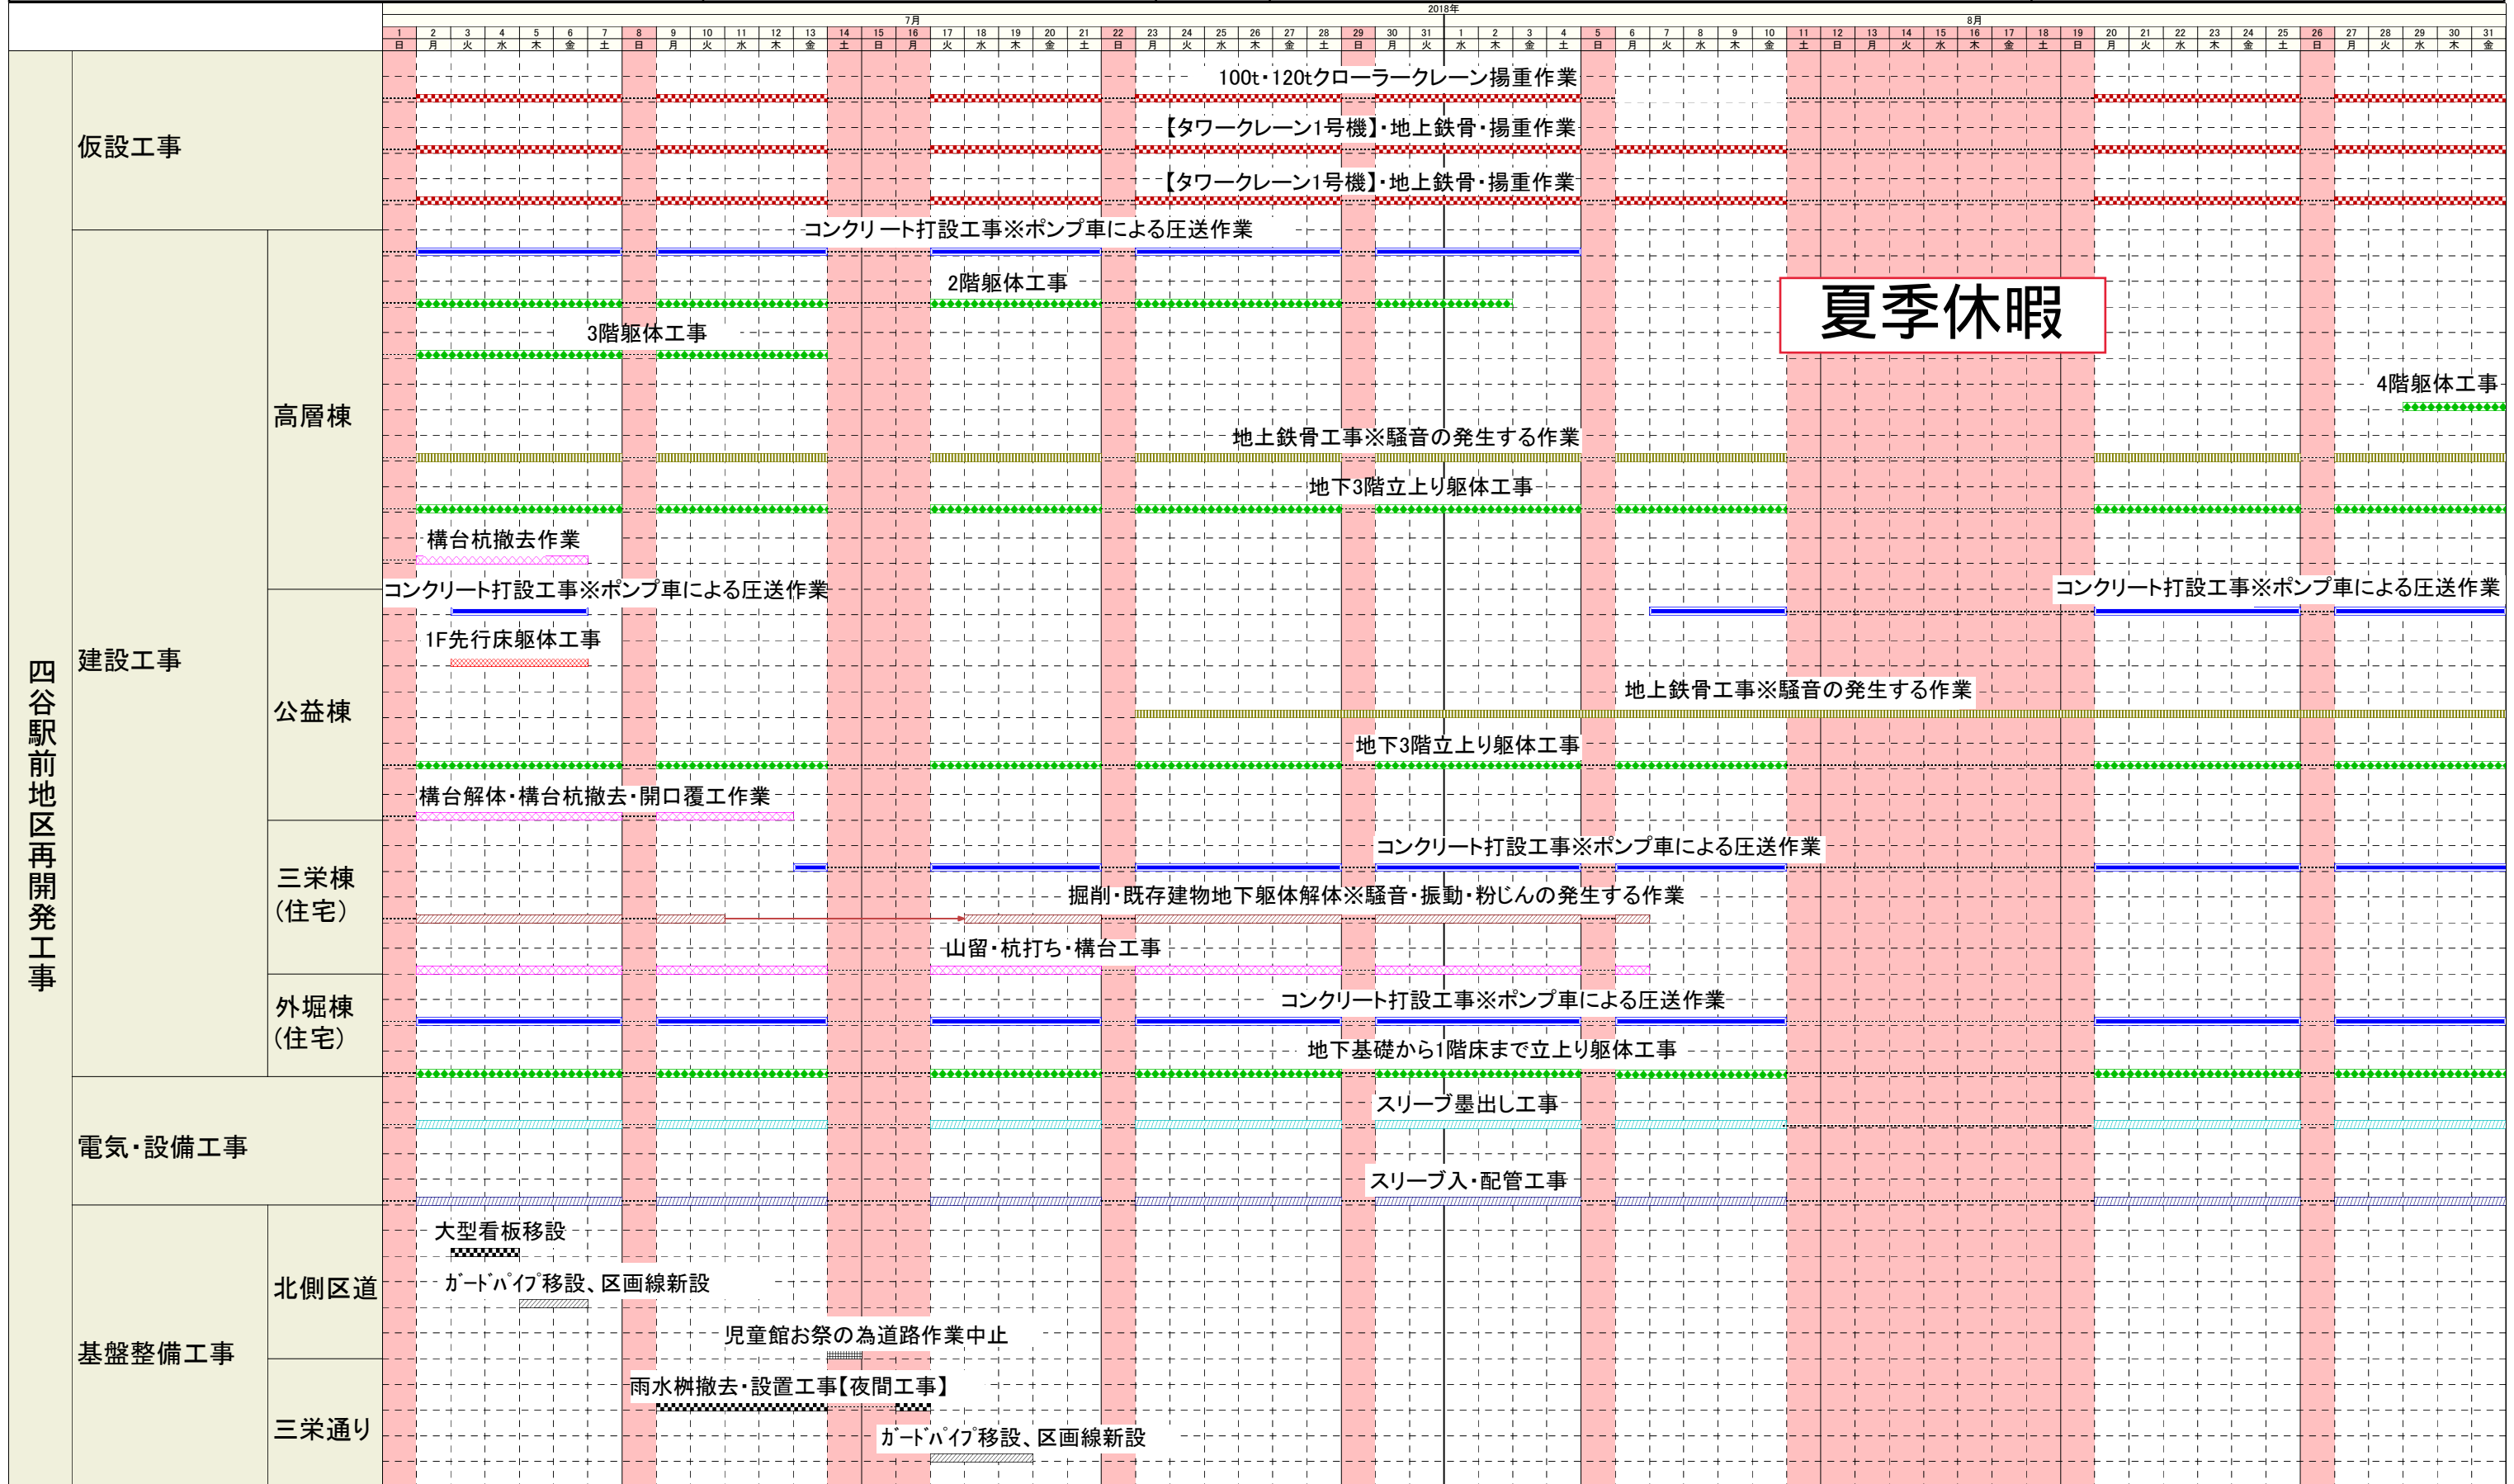 2018年
7月 8月
1 2 3 4 5 6 7 8 9 10 11 12 13 14 15 16 17 18 19 20 21 22 23 24 25 26 27 28 29 30 31 1 2 3 4 5 6 7 8 9 10 11 12 13 14 15 16 17 18 19 20 21 22 23 24 25 26 27 28 29 30 31
日 月 火 水 木 金 土 日 月 火 水 木 金 土 日 月 火 水 木 金 土 日 月 火 水 木 金 土 日 月 火 水 木 金 土 日 月 火 水 木 金 土 日 月 火 水 木 金 土 日 月 火 水 木 金 土 日 月 火 水 木 金
四谷駅前地区再開発工事
仮設工事
100t・120tクローラークレーン揚重作業
【タワークレーン1号機】・地上鉄骨・揚重作業
【タワークレーン1号機】・地上鉄骨・揚重作業
建設工事
高層棟
コンクリート打設工事※ポンプ車による圧送作業
2階躯体工事
夏季休暇
3階躯体工事
4階躯体工事
地上鉄骨工事※騒音の発生する作業
地下3階立上り躯体工事
構台杭撤去作業
公益棟
コンクリート打設工事※ポンプ車による圧送作業
コンクリート打設工事※ポンプ車による圧送作業
1F先行床躯体工事
地上鉄骨工事※騒音の発生する作業
地下3階立上り躯体工事
構台解体・構台杭撤去・開口覆工作業
三栄棟
(住宅)
コンクリート打設工事※ポンプ車による圧送作業
掘削・既存建物地下躯体解体※騒音・振動・粉じんの発生する作業
山留・杭打ち・構台工事
外堀棟
(住宅)
コンクリート打設工事※ポンプ車による圧送作業
地下基礎から1階床まで立上り躯体工事
電気・設備工事
スリーブ墨出し工事
スリーブ入・配管工事
基盤整備工事
北側区道
大型看板移設
ｶﾞｰﾄﾞﾊﾟｲﾌﾟ移設、区画線新設
児童館お祭の為道路作業中止
三栄通り
雨水桝撤去・設置工事【夜間工事】
ｶﾞｰﾄﾞﾊﾟｲﾌﾟ移設、区画線新設